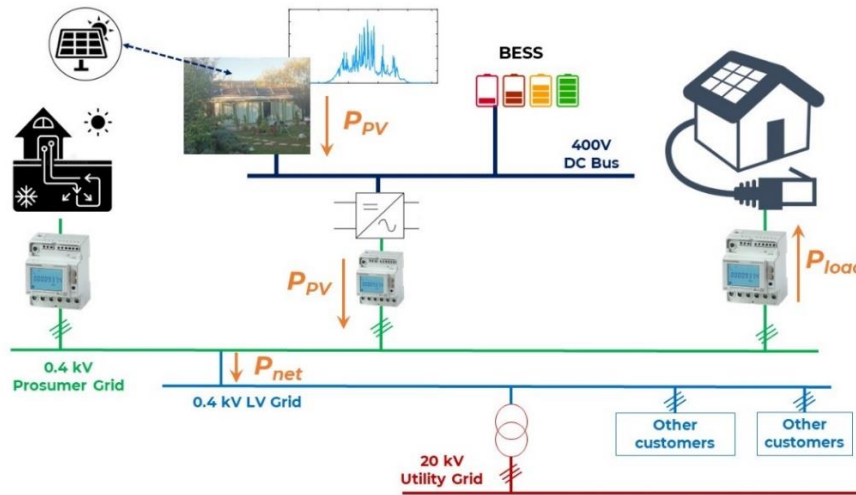 BESS
P_PV
400V
DC Bus
P_PV
P_load
0.4 kV
Prosumer Grid
P_net
0.4 kV LV Grid
Other
customers
Other
customers
20 kV
Utility Grid